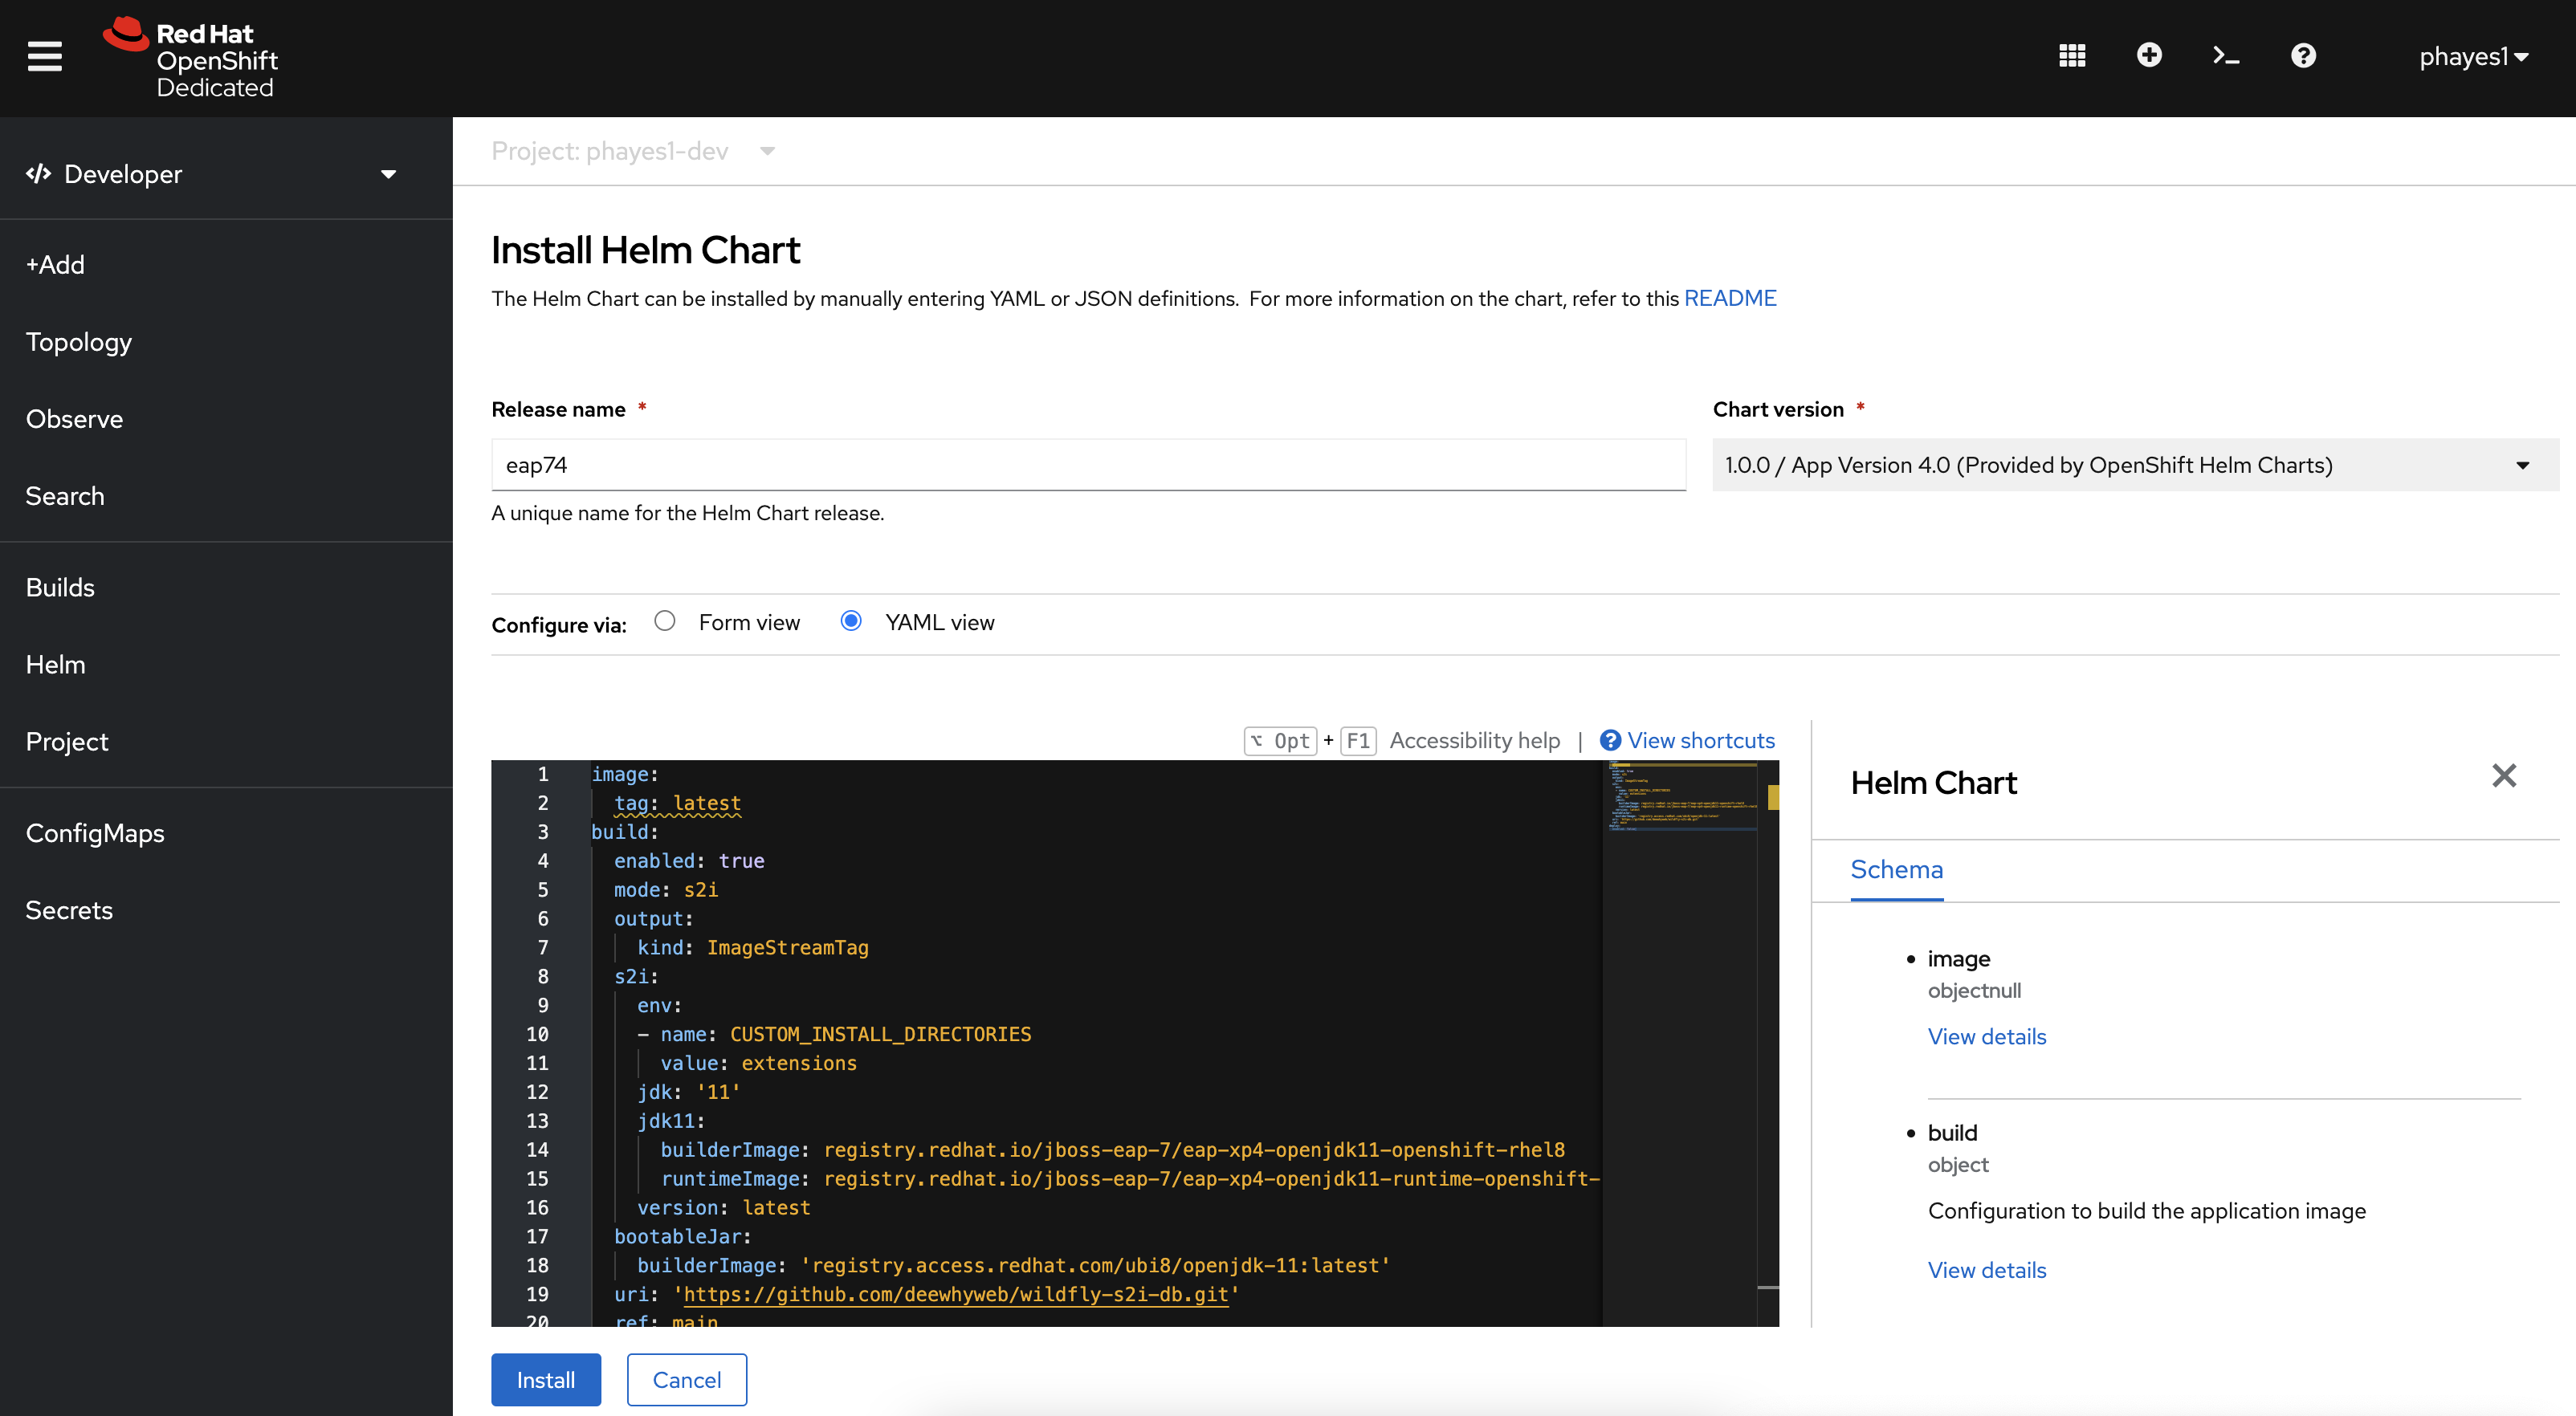 Red Hat
OpenShift
Dedicated
phayes1
Developer
+Add
Topology
Observe
Search
Builds
Helm
Project
ConfigMaps
Secrets
Project: phayes1-dev
Install Helm Chart
The Helm Chart can be installed by manually entering YAML or JSON definitions. For more information on the chart, refer to this README
Release name *
eap74
A unique name for the Helm Chart release.
Chart version *
1.0.0 / App Version 4.0 (Provided by OpenShift Helm Charts)
Configure via: Form view YAML view
⌥ Opt + F1 Accessibility help | View shortcuts
1 image:
2 tag: latest
3 build:
4 enabled: true
5 mode: s2i
6 output:
7 kind: ImageStreamTag
8 s2i:
9 env:
10 - name: CUSTOM_INSTALL_DIRECTORIES
11 value: extensions
12 jdk: '11'
13 jdk11:
14 builderImage: registry.redhat.io/jboss-eap-7/eap-xp4-openjdk11-openshift-rhel8
15 runtimeImage: registry.redhat.io/jboss-eap-7/eap-xp4-openjdk11-runtime-openshift-
16 version: latest
17 bootableJar:
18 builderImage: 'registry.access.redhat.com/ubi8/openjdk-11:latest'
19 uri: 'https://github.com/deewhyweb/wildfly-s2i-db.git'
20 ref: main
Helm Chart
Schema
• image
objectnull
View details
• build
object
Configuration to build the application image
View details
Install
Cancel